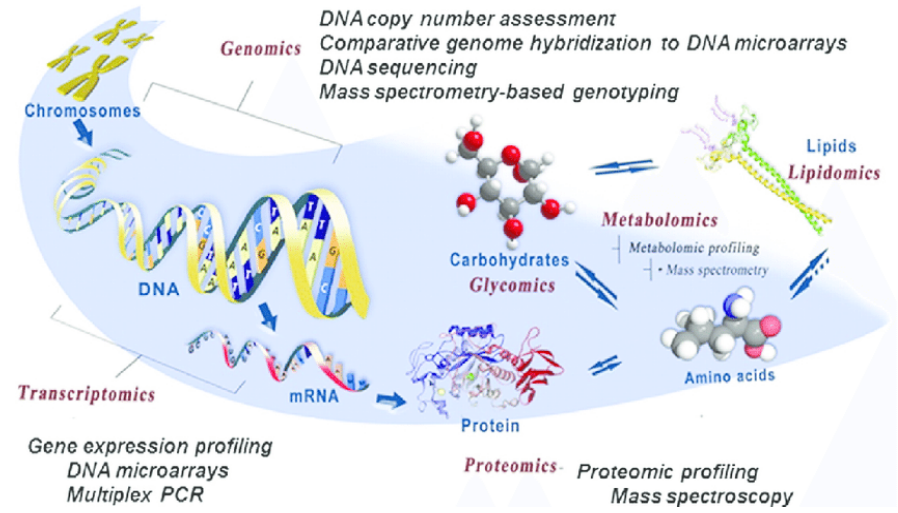 Genomics
DNA copy number assessment
Comparative genome hybridization to DNA microarrays
DNA sequencing
Mass spectrometry-based genotyping
Chromosomes
DNA
Carbohydrates
Glycomics
Lipids
Lipidomics
Metabolomics
Metabolomic profiling
• Mass spectrometry
Amino acids
mRNA
Protein
Transcriptomics
Gene expression profiling
DNA microarrays
Multiplex PCR
Proteomics
Proteomic profiling
Mass spectroscopy